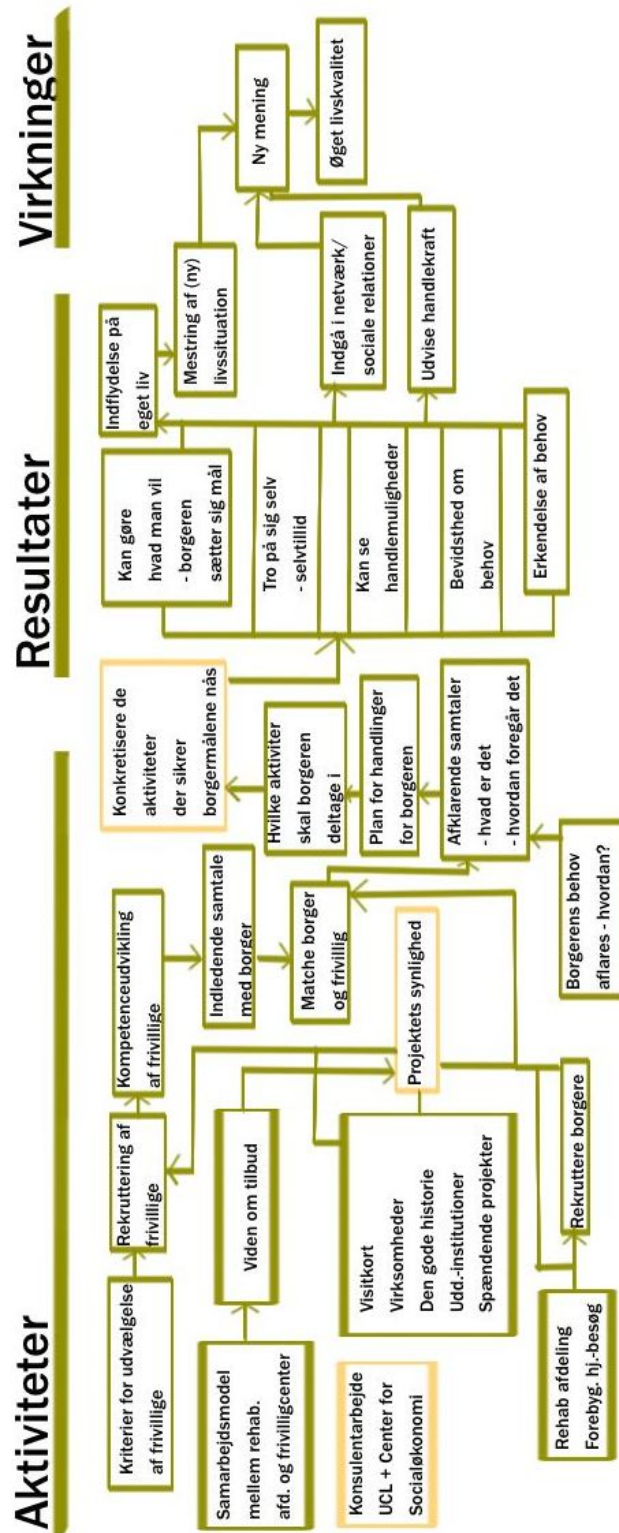 Aktiviteter
Resultater
Virkninger
Kriterier for udvælgelse
af frivillige
Rekruttering af
frivillige
Kompetenceudvikling
af frivillige
Indledende samtale
med borger
Matche borger
og frivillig
Samarbejdsmodel
mellem rehab.
afd. og frivilligcenter
Viden om tilbud
Projektets synlighed
Konsulentarbejde
UCL + Center for
Socialøkonomi
Visitkort
Virksomheder
Den gode historie
Udd.-institutioner
Spændende projekter
Rehab afdeling
Forebyg. hj.-besøg
Rekruttere borgere
Borgerens behov
aflares - hvordan?
Afklarende samtaler
- hvad er det
- hvordan foregår det
Plan for handlinger
for borgeren
Hvilke aktiviter
skal borgeren
deltage i
Konkretisere de
aktiviteter
der sikrer
borgermålene nås
Kan gøre
hvad man vil
- borgeren
sætter sig mål
Tro på sig selv
- selvtillid
Kan se
handlemuligheder
Bevidsthed om
behov
Erkendelse af behov
Indflydelse på
eget liv
Mestring af (ny)
livssituation
Indgå i netværk/
sociale relationer
Udvise handlekraft
Ny mening
Øget livskvalitet